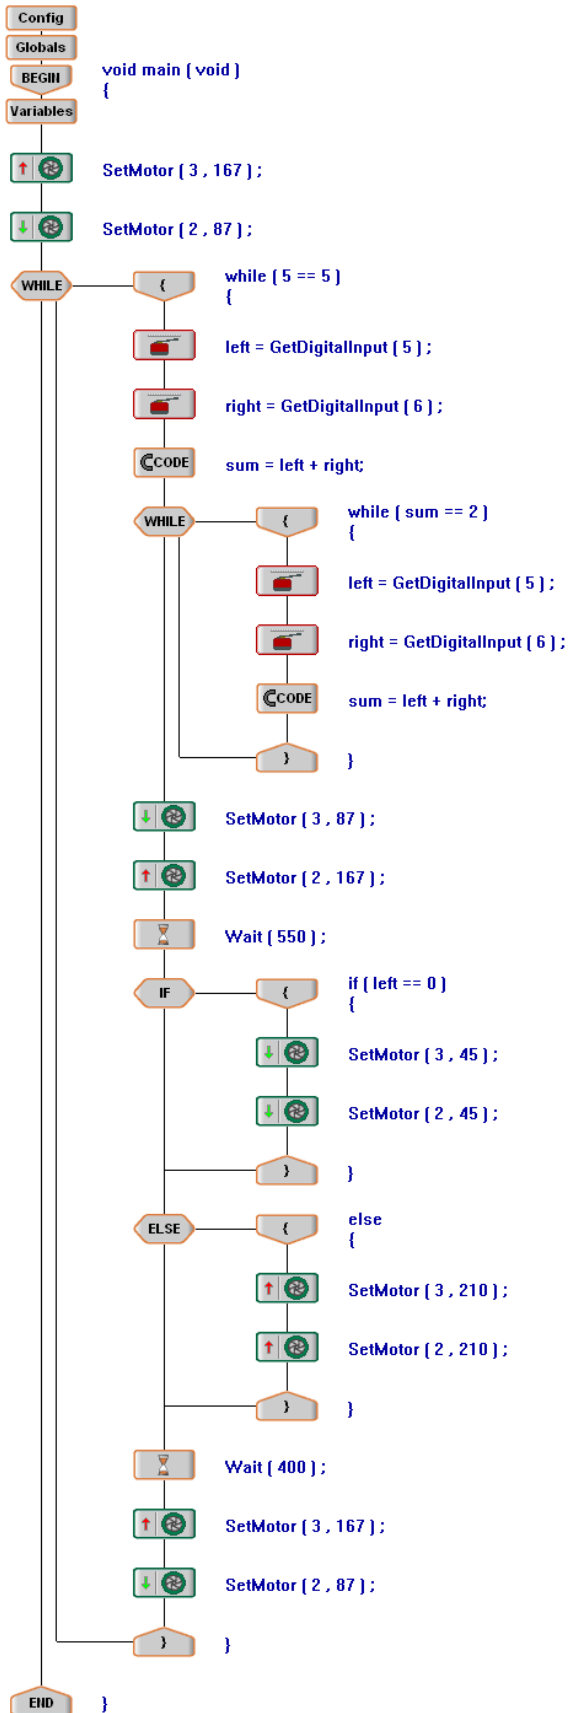 Config
Globals
BEGIN void main ( void )
{
Variables
SetMotor ( 3 , 167 ) ;
SetMotor ( 2 , 87 ) ;
WHILE { while ( 5 == 5 )
{
left = GetDigitalInput ( 5 ) ;
right = GetDigitalInput ( 6 ) ;
CCODE sum = left + right;
WHILE { while ( sum == 2 )
{
left = GetDigitalInput ( 5 ) ;
right = GetDigitalInput ( 6 ) ;
CCODE sum = left + right;
} }
SetMotor ( 3 , 87 ) ;
SetMotor ( 2 , 167 ) ;
Wait ( 550 ) ;
IF { if ( left == 0 )
{
SetMotor ( 3 , 45 ) ;
SetMotor ( 2 , 45 ) ;
} }
ELSE { else
{
SetMotor ( 3 , 210 ) ;
SetMotor ( 2 , 210 ) ;
} }
Wait ( 400 ) ;
SetMotor ( 3 , 167 ) ;
SetMotor ( 2 , 87 ) ;
} }
END }